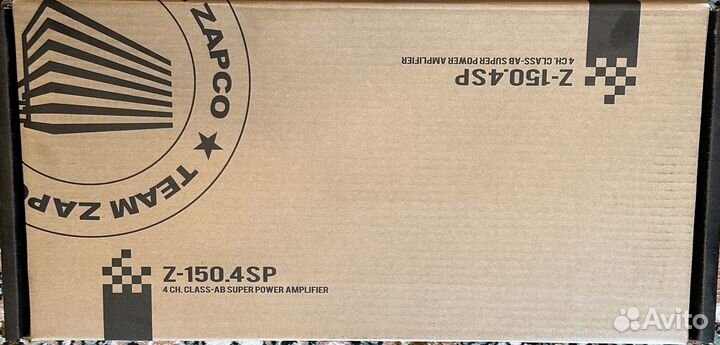 ZAPCO ★ TEAM ZAPC
Z-150.4SP
4 CH. CLASS-AB SUPER POWER AMPLIFIER
Z-150.4SP
4 CH. CLASS-AB SUPER POWER AMPLIFIER
Avito